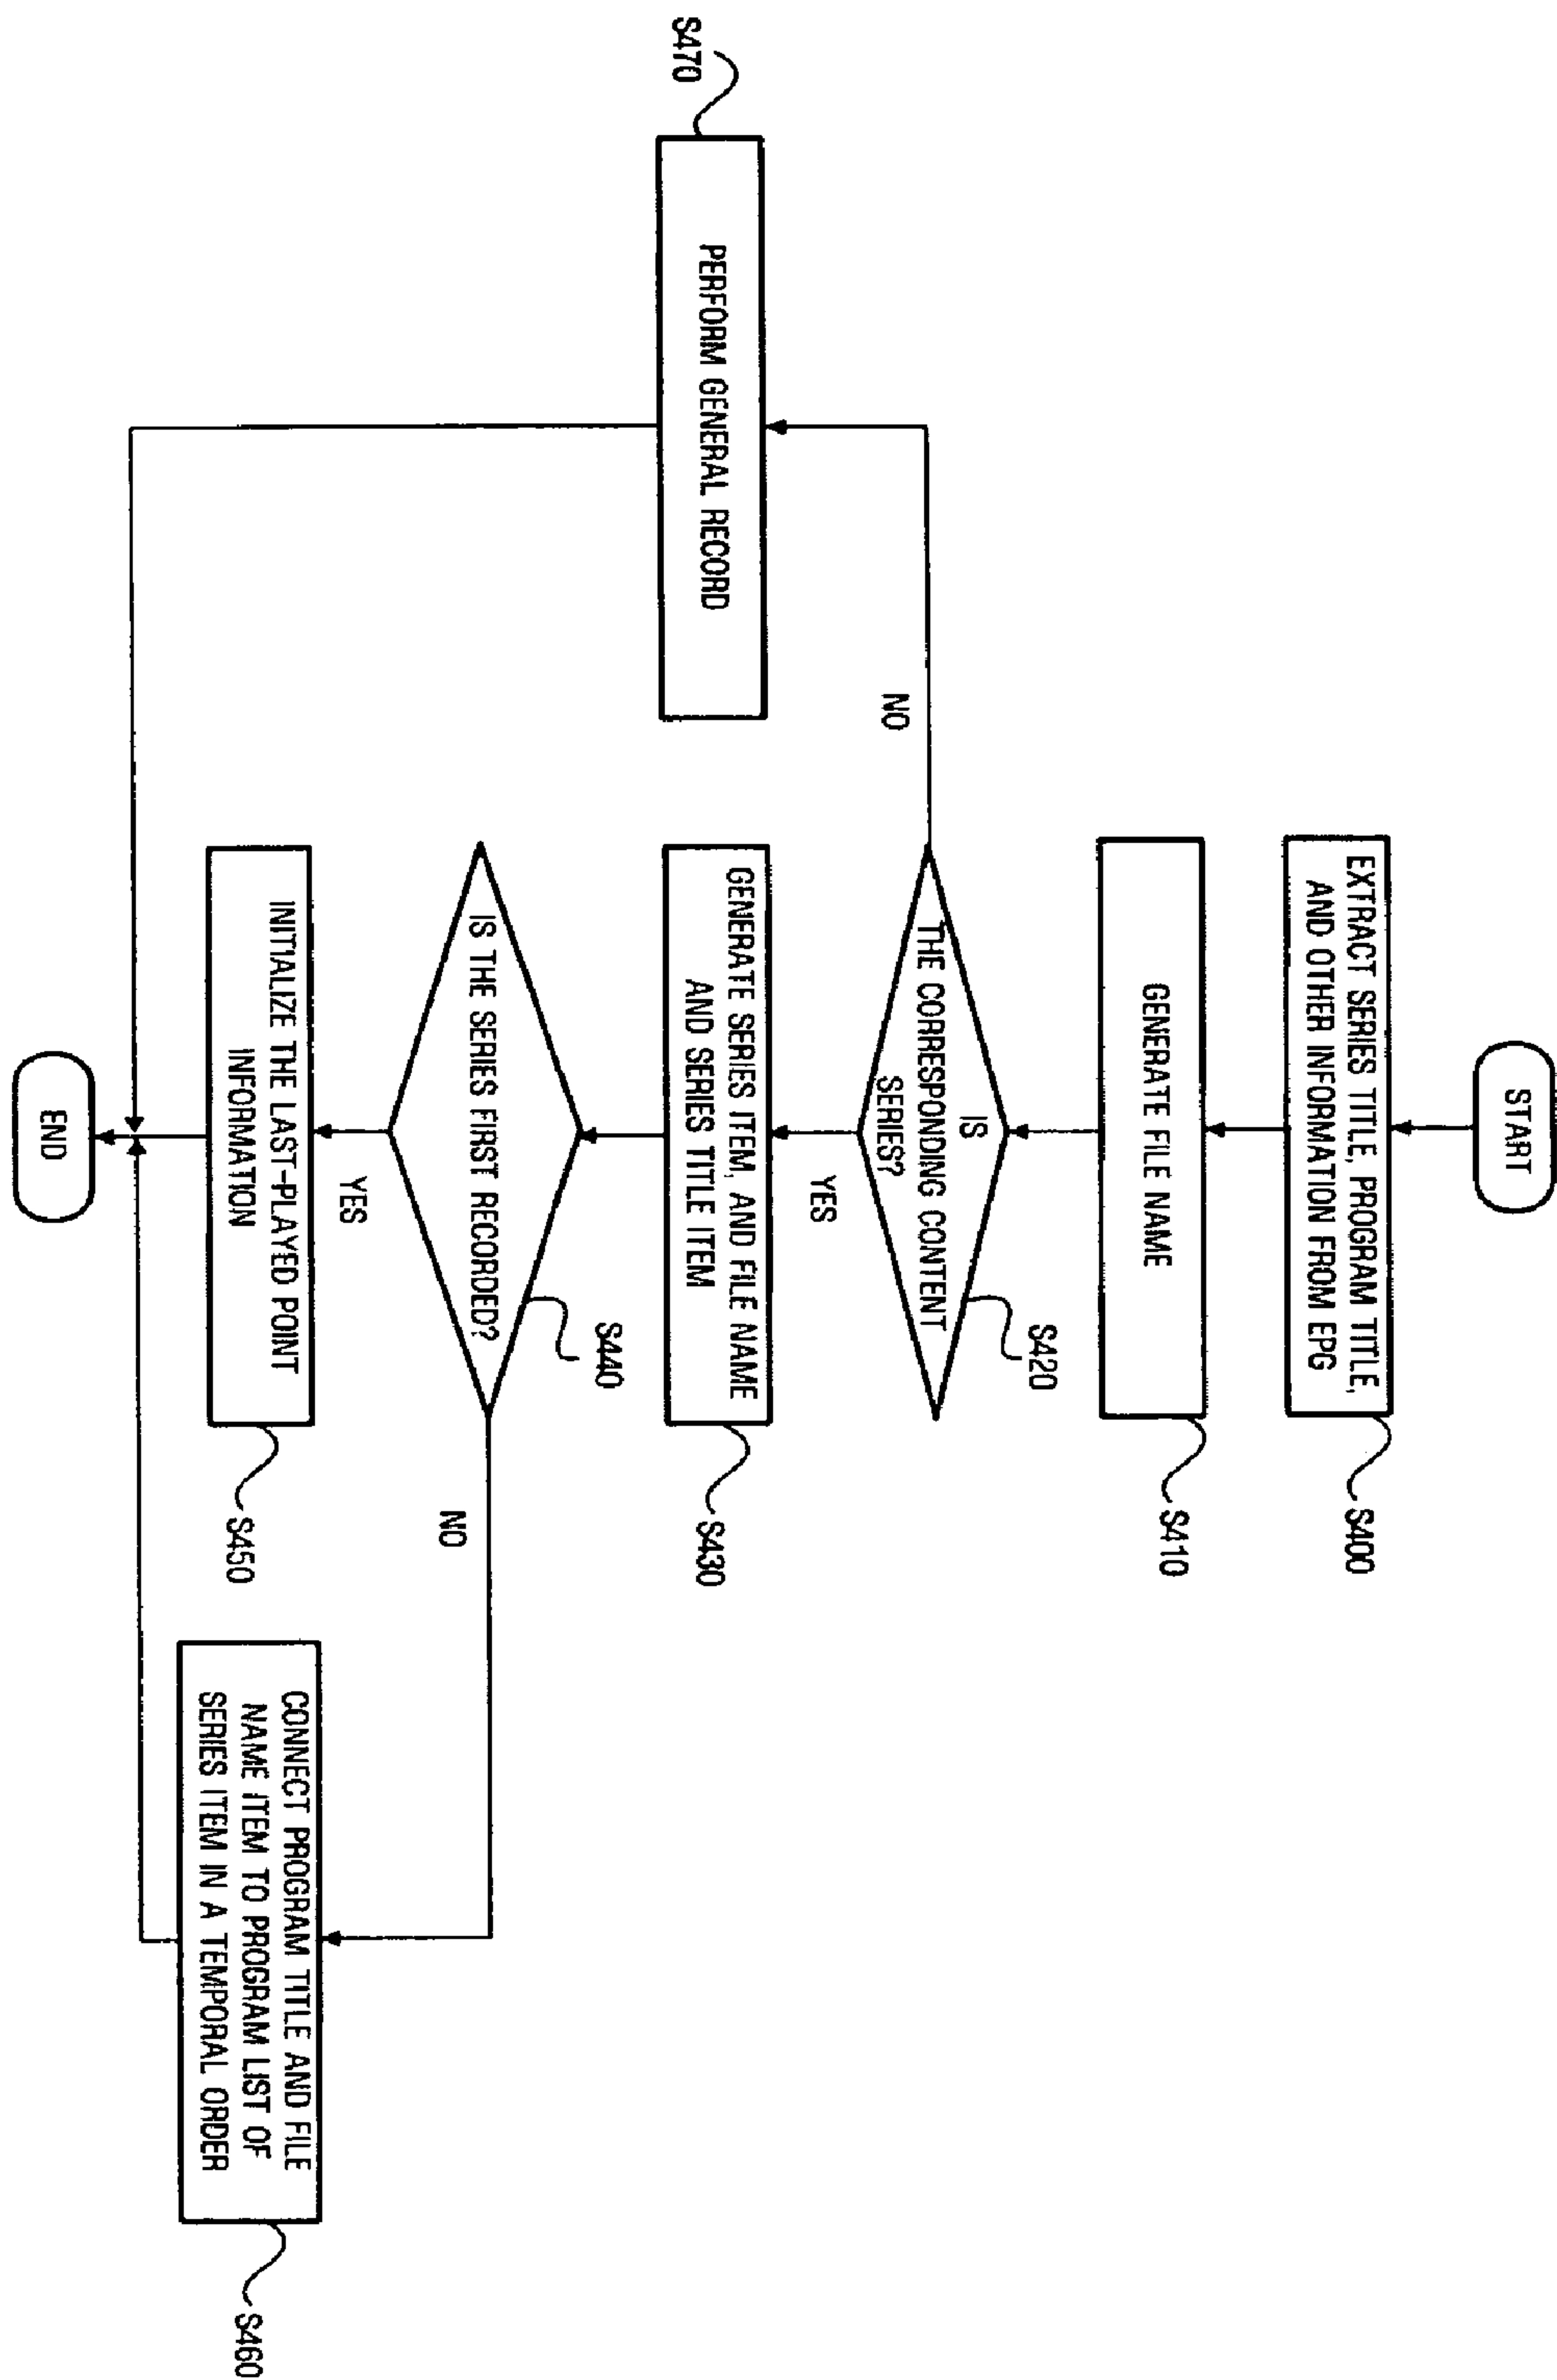 START
EXTRACT SERIES TITLE, PROGRAM TITLE,
AND OTHER INFORMATION FROM EPG
S400
GENERATE FILE NAME
S410
IS
THE CORRESPONDING CONTENT
SERIES?
S420
NO
YES
PERFORM GENERAL RECORD
S470
GENERATE SERIES ITEM, AND FILE NAME
AND SERIES TITLE ITEM
S430
IS THE SERIES FIRST RECORDED?
S440
YES
NO
INITIALIZE THE LAST-PLAYED POINT
INFORMATION
S450
CONNECT PROGRAM TITLE AND FILE
NAME ITEM TO PROGRAM LIST OF
SERIES ITEM IN A TEMPORAL ORDER
S460
END